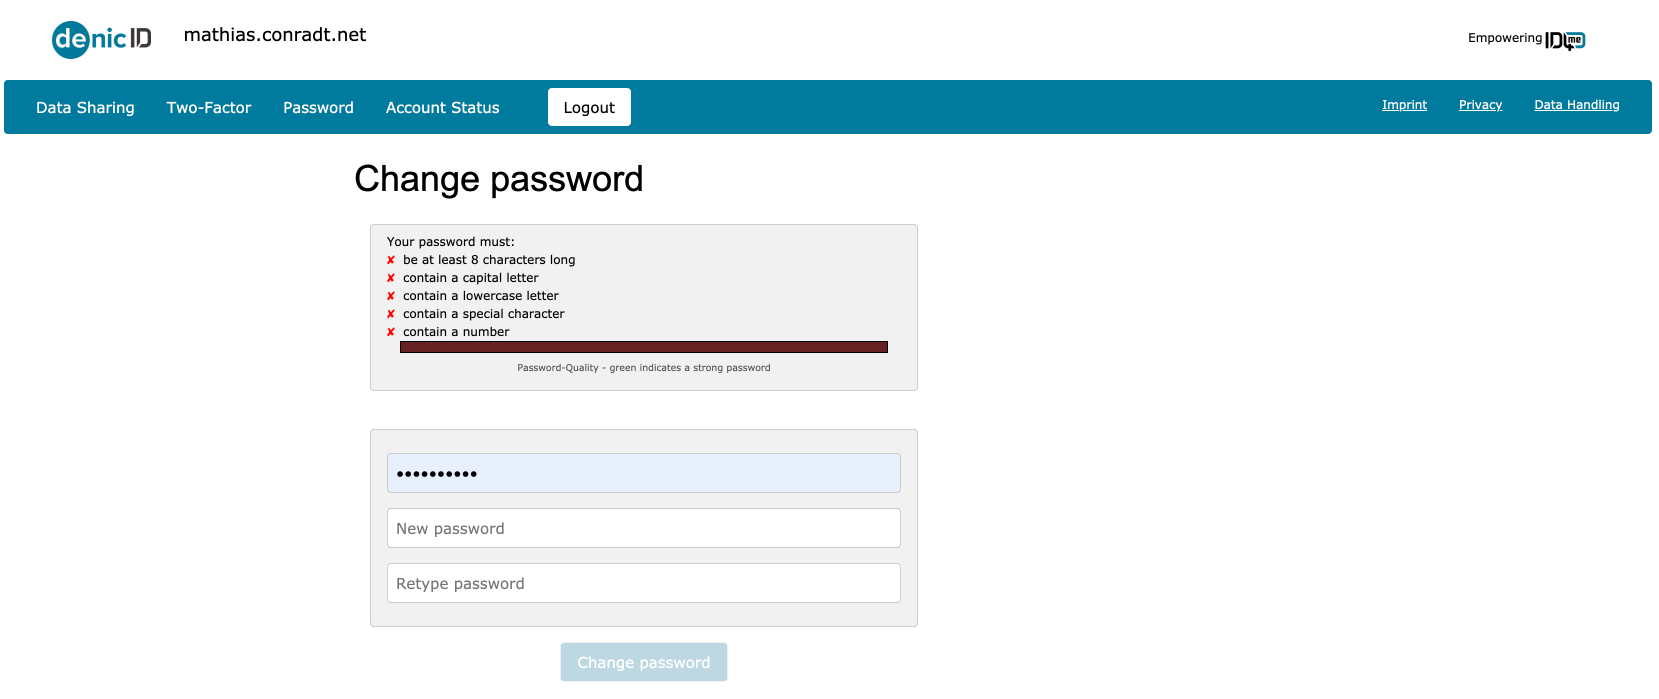 denic ID
mathias.conradt.net
Empowering ID4me
Data Sharing Two-Factor Password Account Status Logout Imprint Privacy Data Handling
Change password
Your password must:
✘ be at least 8 characters long
✘ contain a capital letter
✘ contain a lowercase letter
✘ contain a special character
✘ contain a number
Password-Quality - green indicates a strong password
••••••••••
New password
Retype password
Change password